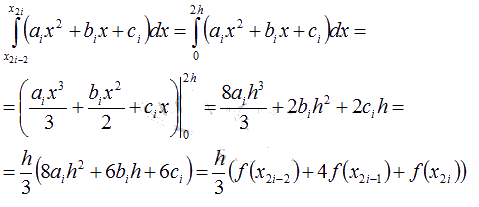 ∫_{x_{2i-2}}^{x_{2i}} (a_i x^2 + b_i x + c_i)dx = ∫_0^{2h} (a_i x^2 + b_i x + c_i)dx =
= (a_i x^3/3 + b_i x^2/2 + c_i x)|_0^{2h} = 8a_i h^3/3 + 2b_i h^2 + 2c_i h =
= h/3 (8a_i h^2 + 6b_i h + 6c_i) = h/3 (f(x_{2i-2}) + 4f(x_{2i-1}) + f(x_{2i}))